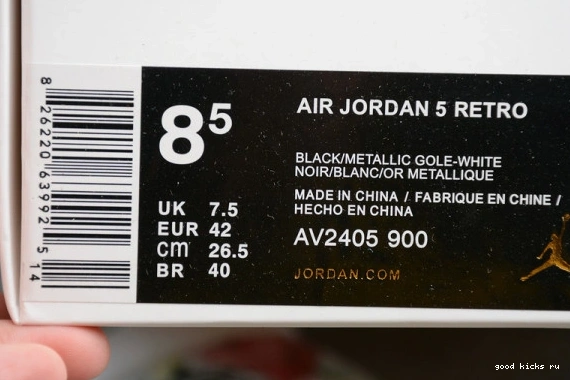 8 26220 63992 5 14
8 5
AIR JORDAN 5 RETRO
BLACK/METALLIC GOLE-WHITE
NOIR/BLANC/OR METALLIQUE
MADE IN CHINA / FABRIQUE EN CHINE /
HECHO EN CHINA
UK 7.5
EUR 42
cm 26.5
BR 40
AV2405 900
JORDAN.COM
good kicks ru